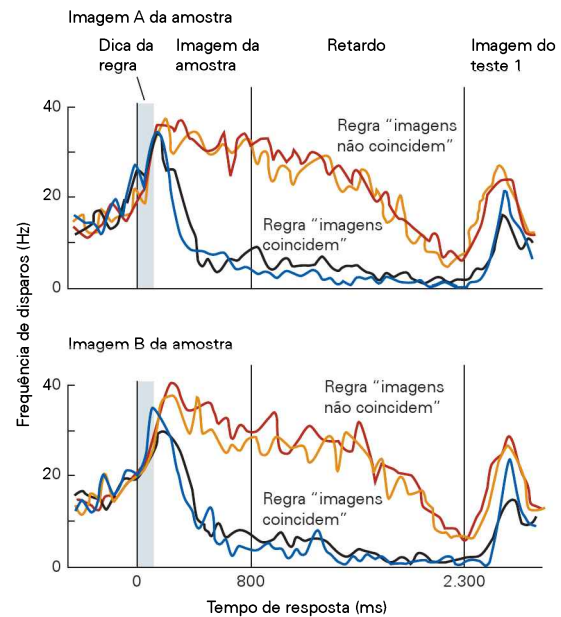 Imagem A da amostra
Dica da
regra
Imagem da
amostra
Retardo
Imagem do
teste 1
40
20
0
Regra “imagens
não coincidem”
Regra “imagens
coincidem”
Frequência de disparos (Hz)
Imagem B da amostra
40
20
0
Regra “imagens
não coincidem”
Regra “imagens
coincidem”
0
800
2.300
Tempo de resposta (ms)